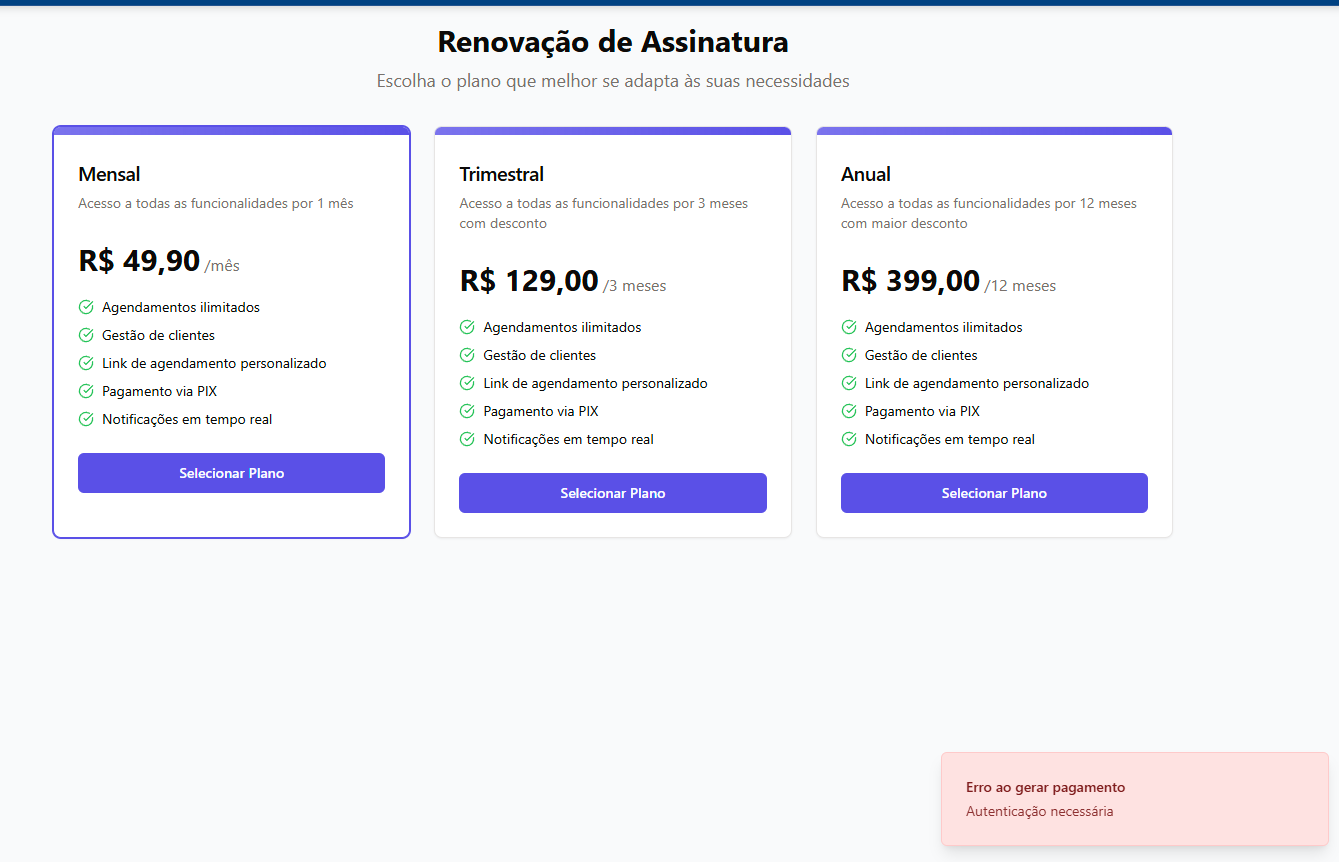 Renovação de Assinatura
Escolha o plano que melhor se adapta às suas necessidades
Mensal
Acesso a todas as funcionalidades por 1 mês
R$ 49,90 /mês
Agendamentos ilimitados
Gestão de clientes
Link de agendamento personalizado
Pagamento via PIX
Notificações em tempo real
Selecionar Plano
Trimestral
Acesso a todas as funcionalidades por 3 meses
com desconto
R$ 129,00 /3 meses
Agendamentos ilimitados
Gestão de clientes
Link de agendamento personalizado
Pagamento via PIX
Notificações em tempo real
Selecionar Plano
Anual
Acesso a todas as funcionalidades por 12 meses
com maior desconto
R$ 399,00 /12 meses
Agendamentos ilimitados
Gestão de clientes
Link de agendamento personalizado
Pagamento via PIX
Notificações em tempo real
Selecionar Plano
Erro ao gerar pagamento
Autenticação necessária